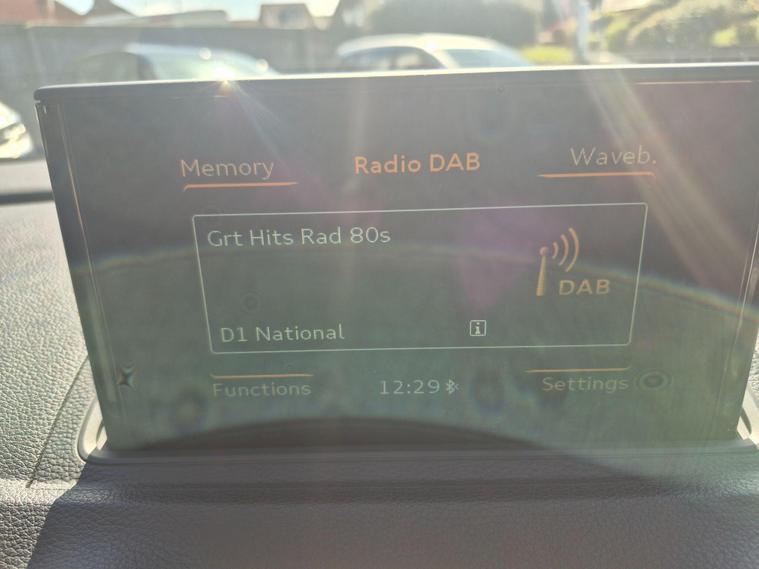 Memory
Radio DAB
Waveb.
Grt Hits Rad 80s
DAB
D1 National
i
Functions
12:29
Settings